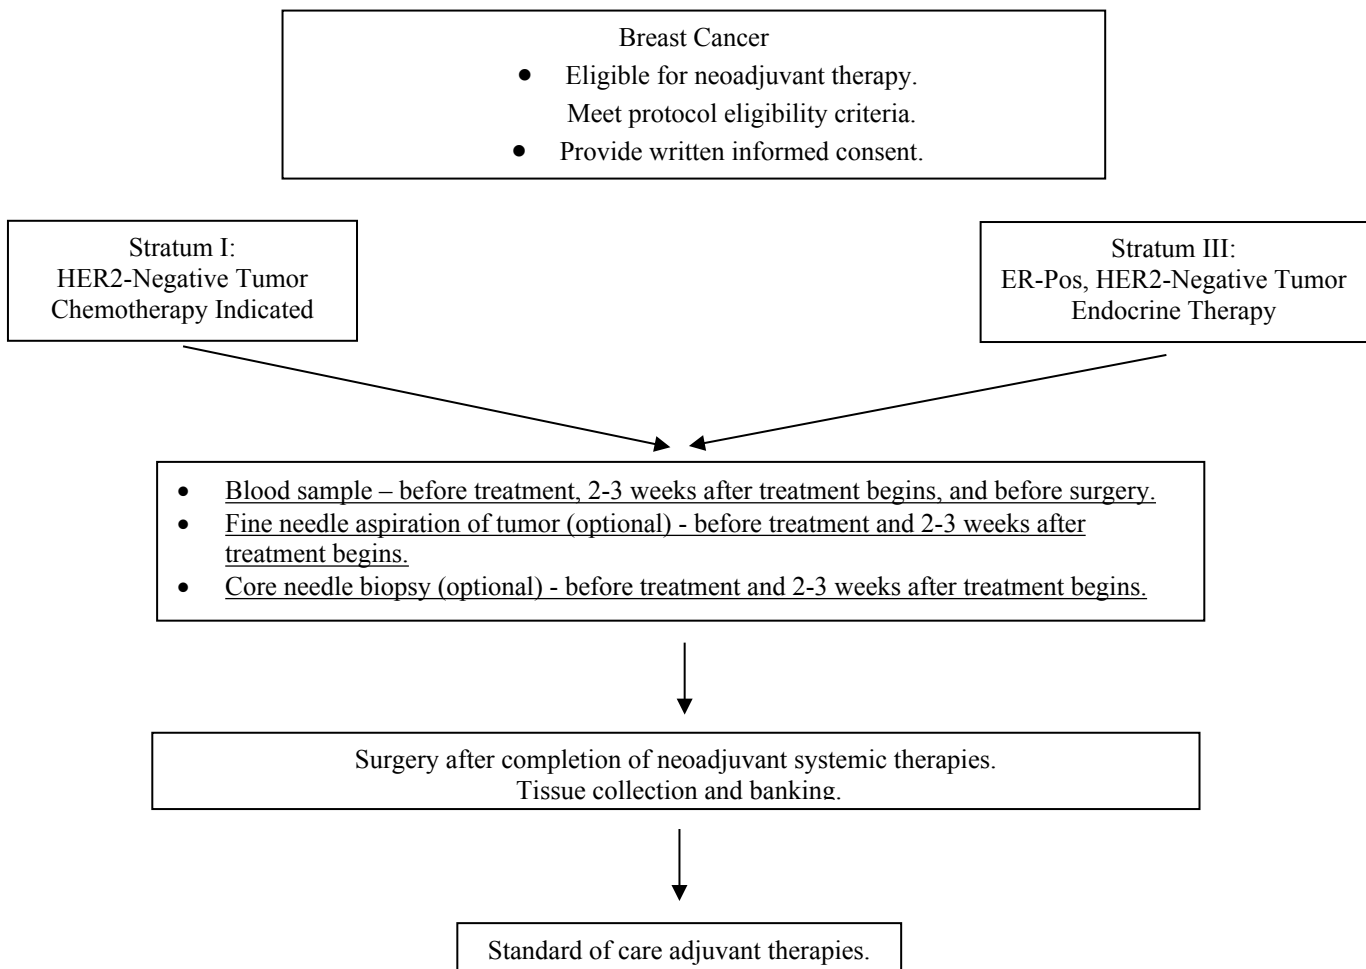 Breast Cancer
• Eligible for neoadjuvant therapy.
Meet protocol eligibility criteria.
• Provide written informed consent.
Stratum I:
HER2-Negative Tumor
Chemotherapy Indicated
Stratum III:
ER-Pos, HER2-Negative Tumor
Endocrine Therapy
• Blood sample – before treatment, 2-3 weeks after treatment begins, and before surgery.
• Fine needle aspiration of tumor (optional) - before treatment and 2-3 weeks after
treatment begins.
• Core needle biopsy (optional) - before treatment and 2-3 weeks after treatment begins.
Surgery after completion of neoadjuvant systemic therapies.
Tissue collection and banking.
Standard of care adjuvant therapies.